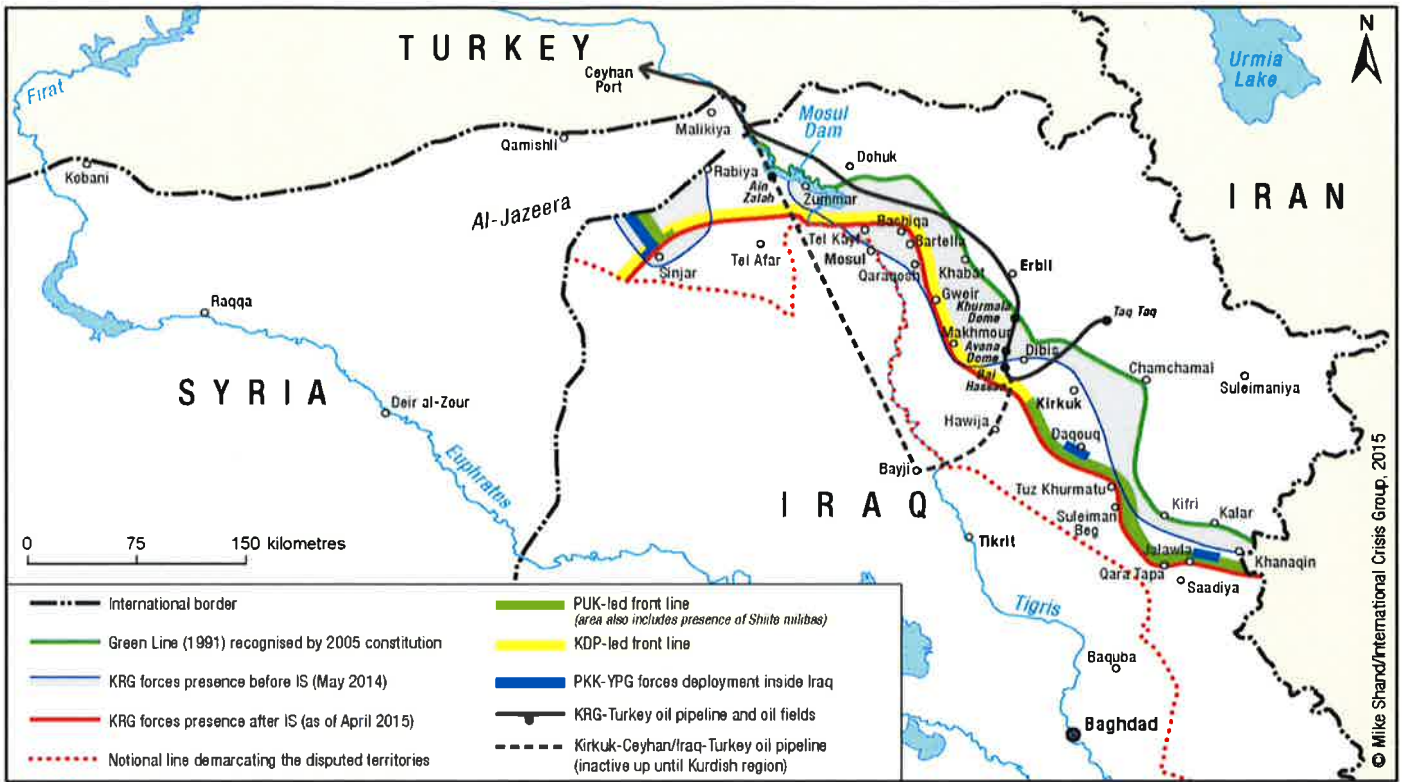 TURKEY
N
Urmia
Lake
Ceyhan
Port
Firat
Mosul
Dam
Malikiya
Qamishli
Dohuk
Kobani
Rabiya
Ain
Zalah
Zummar
IRAN
Al-Jazeera
Bashiqa
Tel Kayf
Bartella
Tel Afar
Mosul
Sinjar
Qaraqosh
Khabat
Erbil
Gweir
Khurmala
Dome
Taq Taq
Raqqa
Makhmour
Avana
Dome
Dibis
Bai
Hassan
Chamchamal
Suleimaniya
SYRIA
Deir al-Zour
Kirkuk
Hawija
Daqouq
Bayji
Euphrates
IRAQ
Tuz Khurmatu
Suleiman
Beg
Kifri
Kalar
Tikrit
Jalawla
Khanaqin
Qara Tapa
Saadiya
Tigris
Baquba
Baghdad
0 75 150 kilometres
International border
Green Line (1991) recognised by 2005 constitution
KRG forces presence before IS (May 2014)
KRG forces presence after IS (as of April 2015)
Notional line demarcating the disputed territories
PUK-led front line
(area also includes presence of Shiite militias)
KDP-led front line
PKK-YPG forces deployment inside Iraq
KRG-Turkey oil pipeline and oil fields
Kirkuk-Ceyhan/Iraq-Turkey oil pipeline
(inactive up until Kurdish region)
© Mike Shand/International Crisis Group, 2015